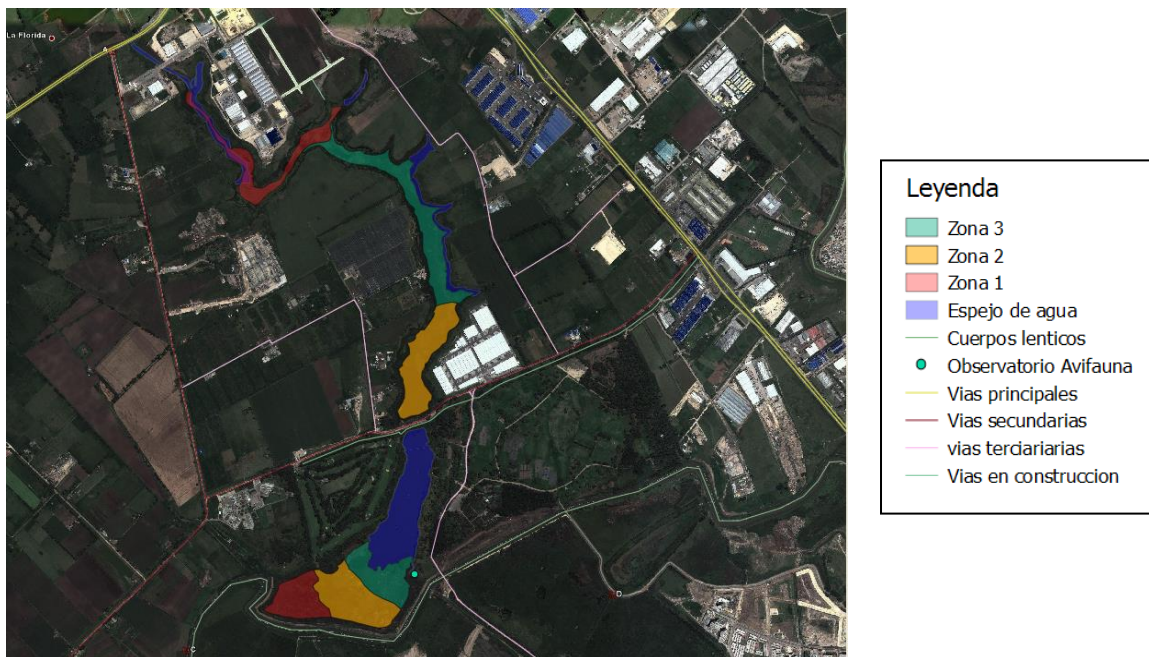 La Florida
A
D
C
Leyenda
Zona 3
Zona 2
Zona 1
Espejo de agua
Cuerpos lenticos
Observatorio Avifauna
Vias principales
Vias secundarias
vias terciariarias
Vias en construccion